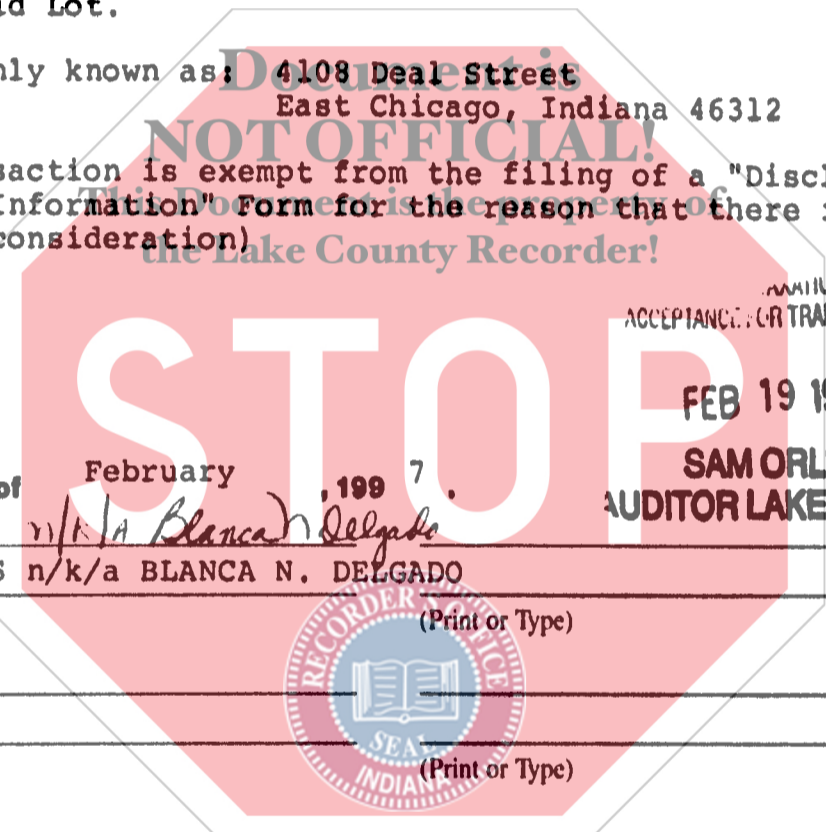 Lot.
known as: 4108 Deal Street
East Chicago, Indiana 46312
Document is
NOT OFFICIAL!
saction is exempt from the filing of a "Discl
Information" Form for the reason that there
This Document is the property of
consideration)
the Lake County Recorder!
ACCEPTANCE FOR TRA
STOP
FEB 19 19
SAM ORL
AUDITOR LAKE
of February , 199 7 .
n/k/a Blanca N Delgado
S n/k/a BLANCA N. DELGADO
(Print or Type)
RECORDER'S OFFICE
SEAL
INDIANA
(Print or Type)